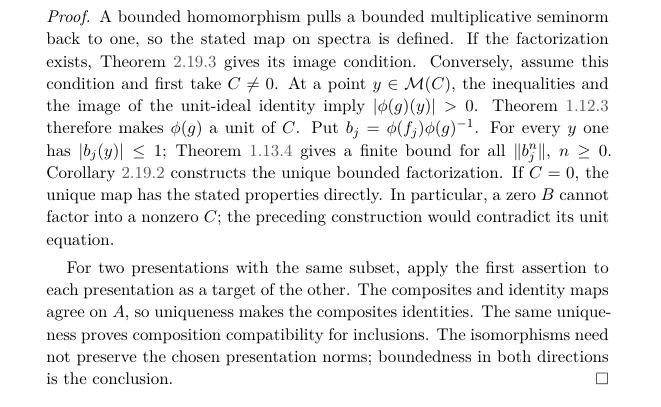 Proof. A bounded homomorphism pulls a bounded multiplicative seminorm
back to one, so the stated map on spectra is defined. If the factorization
exists, Theorem 2.19.3 gives its image condition. Conversely, assume this
condition and first take C ≠ 0. At a point y ∈ M(C), the inequalities and
the image of the unit-ideal identity imply |ϕ(g)(y)| > 0. Theorem 1.12.3
therefore makes ϕ(g) a unit of C. Put b_j = ϕ(f_j)ϕ(g)^{-1}. For every y one
has |b_j(y)| ≤ 1; Theorem 1.13.4 gives a finite bound for all ‖b_j^n‖, n ≥ 0.
Corollary 2.19.2 constructs the unique bounded factorization. If C = 0, the
unique map has the stated properties directly. In particular, a zero B cannot
factor into a nonzero C; the preceding construction would contradict its unit
equation.
For two presentations with the same subset, apply the first assertion to
each presentation as a target of the other. The composites and identity maps
agree on A, so uniqueness makes the composites identities. The same unique-
ness proves composition compatibility for inclusions. The isomorphisms need
not preserve the chosen presentation norms; boundedness in both directions
is the conclusion. □